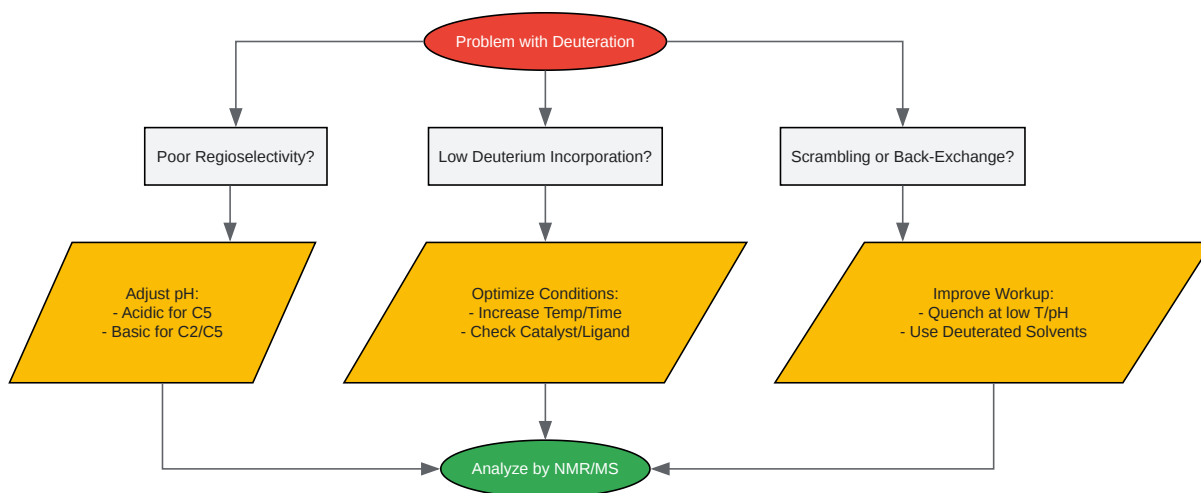 Problem with Deuteration
Poor Regioselectivity?
Low Deuterium Incorporation?
Scrambling or Back-Exchange?
Adjust pH:
- Acidic for C5
- Basic for C2/C5
Optimize Conditions:
- Increase Temp/Time
- Check Catalyst/Ligand
Improve Workup:
- Quench at low T/pH
- Use Deuterated Solvents
Analyze by NMR/MS